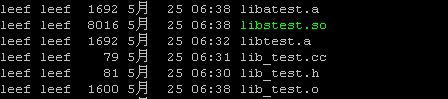 leef leef 1692 5月 25 06:38 libatest.a
leef leef 8016 5月 25 06:38 libstest.so
leef leef 1692 5月 25 06:32 libtest.a
leef leef 79 5月 25 06:31 lib_test.cc
leef leef 81 5月 25 06:30 lib_test.h
leef leef 1600 5月 25 06:38 lib_test.o